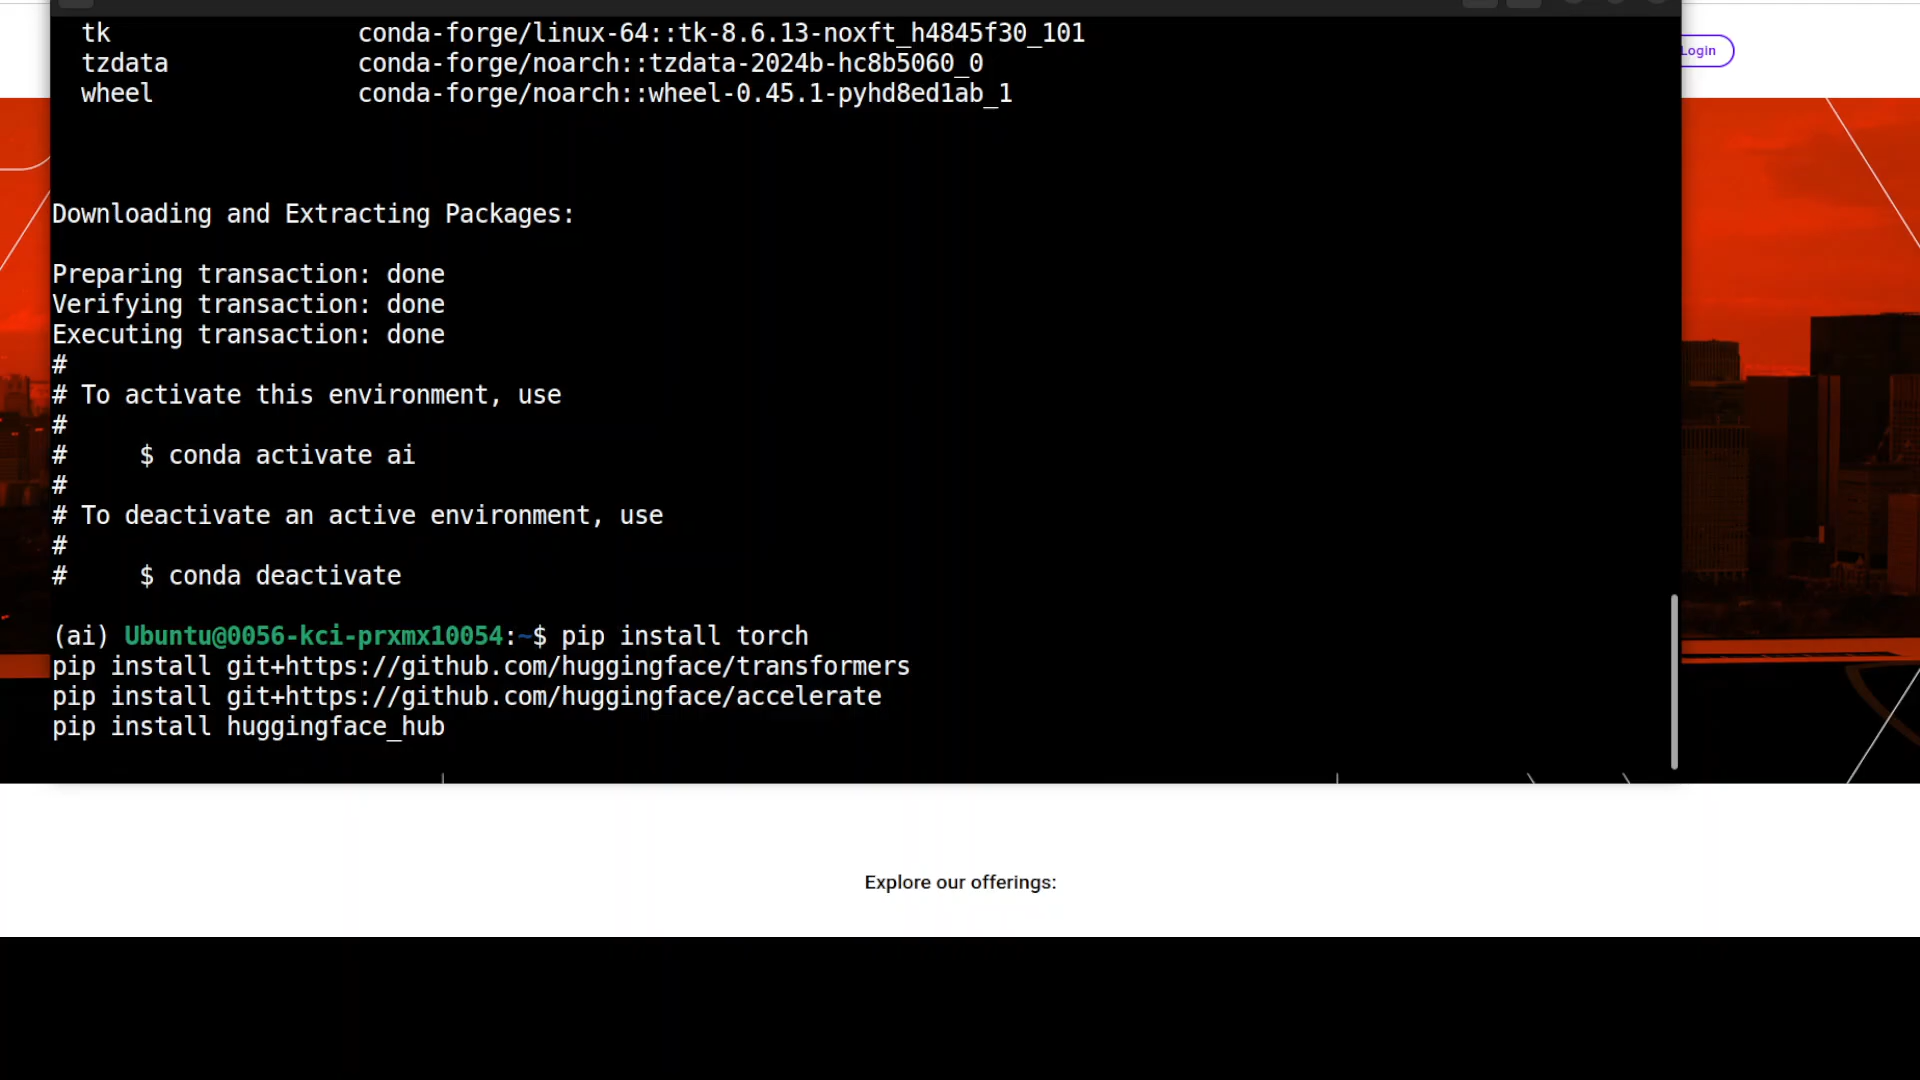 tk conda-forge/linux-64::tk-8.6.13-noxft_h4845f30_101
Login
tzdata conda-forge/noarch::tzdata-2024b-hc8b5060_0
wheel conda-forge/noarch::wheel-0.45.1-pyhd8ed1ab_1
Downloading and Extracting Packages:
Preparing transaction: done
Verifying transaction: done
Executing transaction: done
#
# To activate this environment, use
#
# $ conda activate ai
#
# To deactivate an active environment, use
#
# $ conda deactivate
(ai) Ubuntu@0056-kci-prxmx10054:~$ pip install torch
pip install git+https://github.com/huggingface/transformers
pip install git+https://github.com/huggingface/accelerate
pip install huggingface_hub
Explore our offerings: